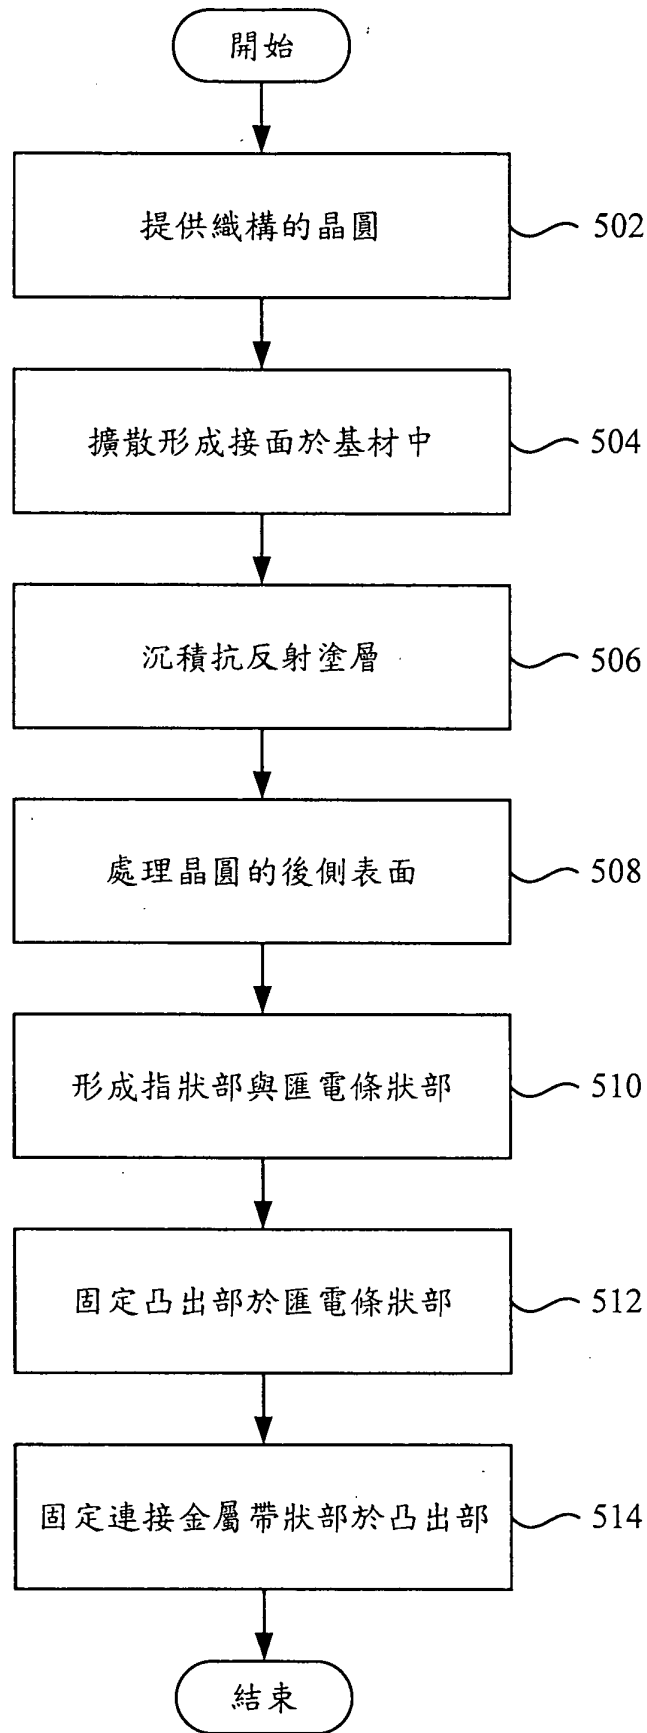 開始
提供織構的晶圓
502
擴散形成接面於基材中
504
沉積抗反射塗層
506
處理晶圓的後側表面
508
形成指狀部與匯電條狀部
510
固定凸出部於匯電條狀部
512
固定連接金屬帶狀部於凸出部
514
結束